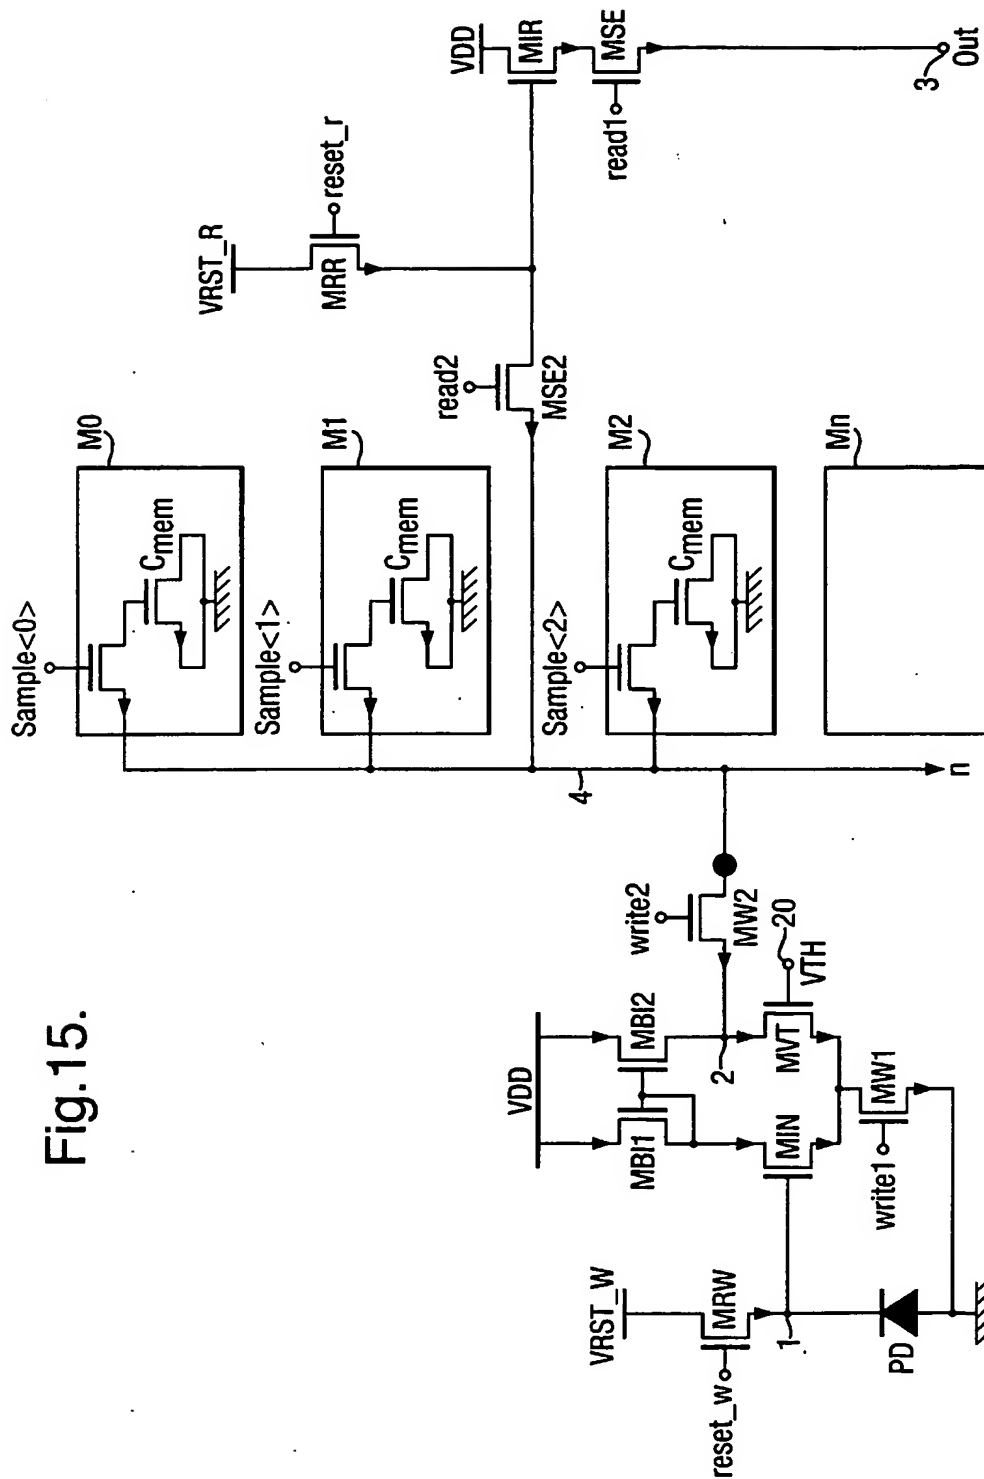 Fig.15.
VRST_W
reset_w
MRW
1
PD
VDD
MBI1
MBI2
2
MIN
MVT
VTH
20
write1
MW1
write2
MW2
4
n
Sample<0>
M0
Cmem
Sample<1>
M1
Cmem
Sample<2>
M2
Cmem
Mn
read2
MSE2
VRST_R
MRR
reset_r
VDD
MIR
read1
MSE
3
Out